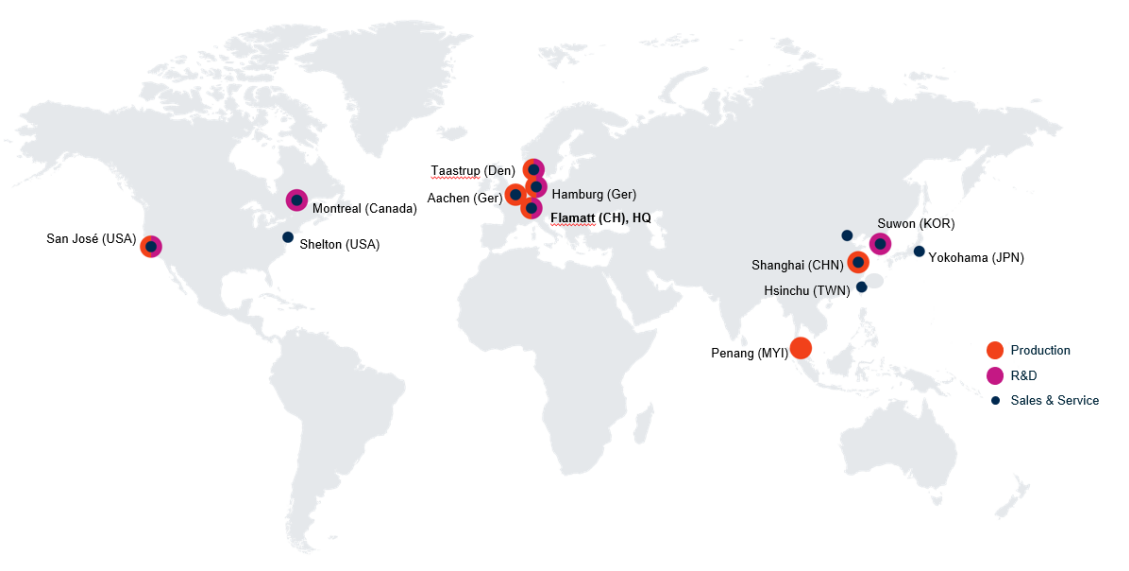 Taastrup (Den)
Aachen (Ger)
Hamburg (Ger)
Montreal (Canada)
Flamatt (CH), HQ
Suwon (KOR)
San José (USA)
Shelton (USA)
Yokohama (JPN)
Shanghai (CHN)
Hsinchu (TWN)
Penang (MYI)
Production
R&D
Sales & Service